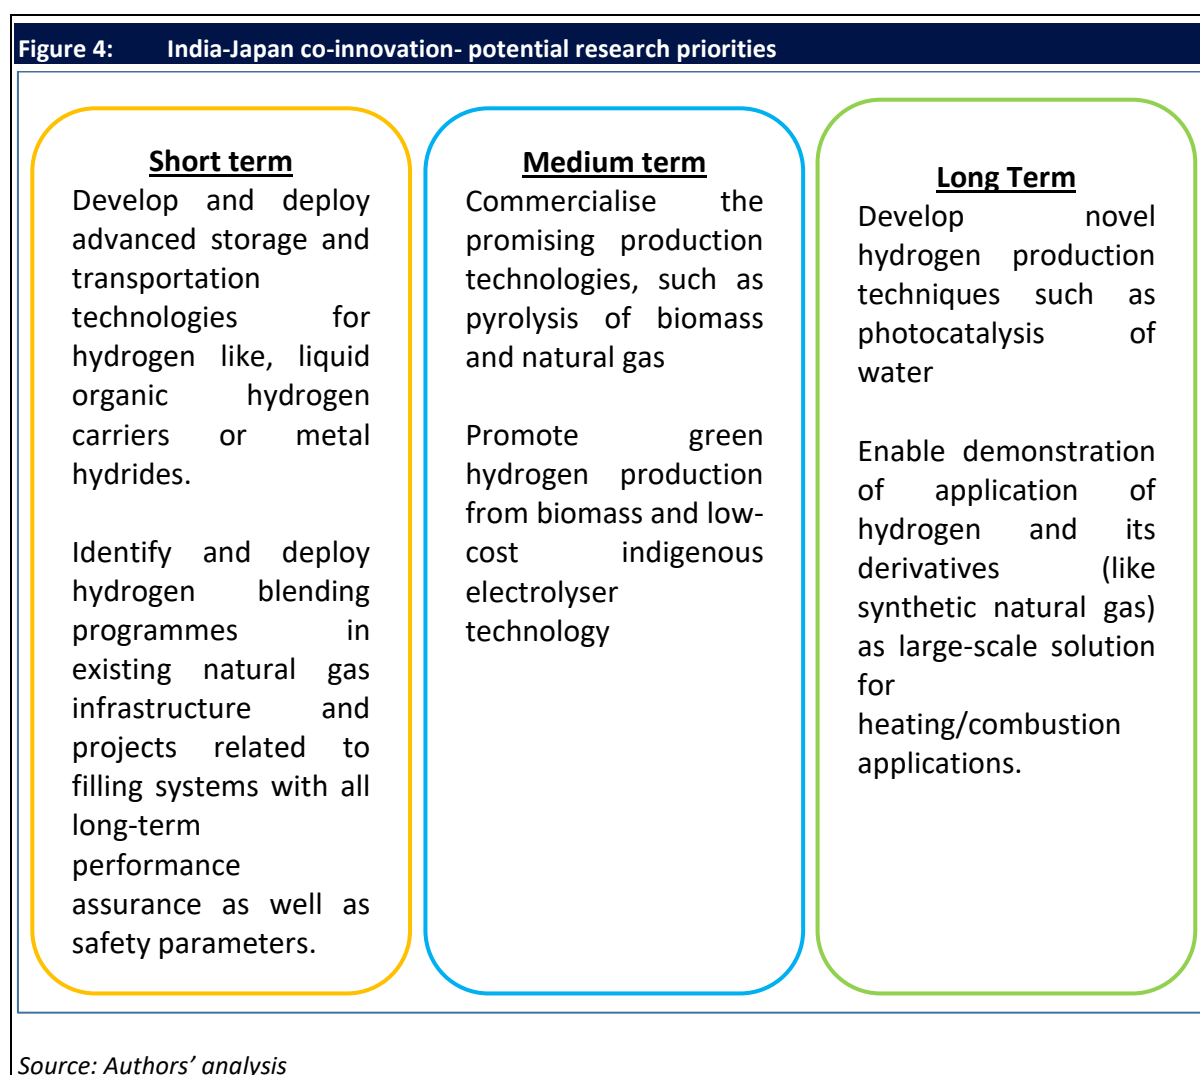 Figure 4: India-Japan co-innovation- potential research priorities
Short term
Develop and deploy
advanced storage and
transportation
technologies for
hydrogen like, liquid
organic hydrogen
carriers or metal
hydrides.
Identify and deploy
hydrogen blending
programmes in
existing natural gas
infrastructure and
projects related to
filling systems with all
long-term
performance
assurance as well as
safety parameters.
Medium term
Commercialise the
promising production
technologies, such as
pyrolysis of biomass
and natural gas
Promote green
hydrogen production
from biomass and low-
cost indigenous
electrolyser
technology
Long Term
Develop novel
hydrogen production
techniques such as
photocatalysis of
water
Enable demonstration
of application of
hydrogen and its
derivatives (like
synthetic natural gas)
as large-scale solution
for
heating/combustion
applications.
Source: Authors’ analysis